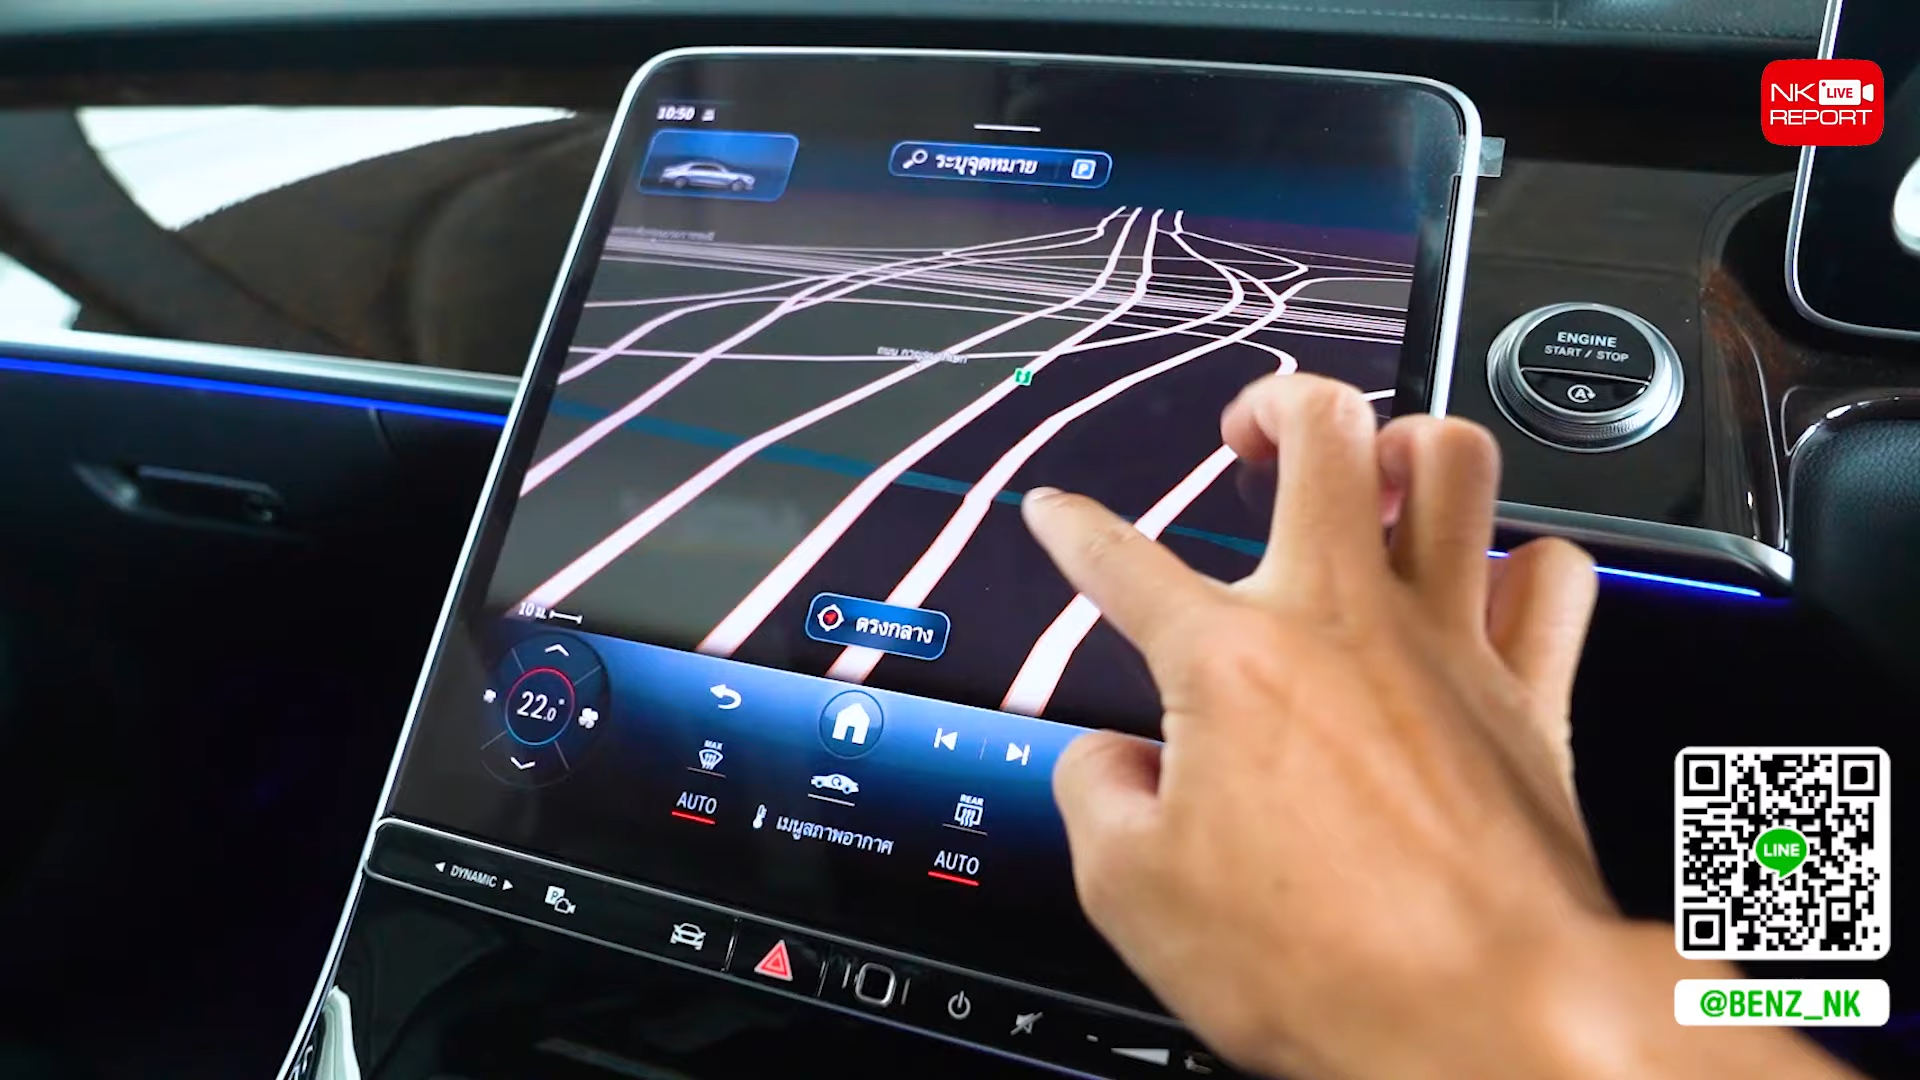 NK LIVE
REPORT
10:50
ระบุจุดหมาย P
10 ม.
ตรงกลาง
22.0°
MAX
REAR
AUTO
เมนูสภาพอากาศ
AUTO
ENGINE
START / STOP
A
◀ DYNAMIC ▶
P
LINE
@BENZ_NK